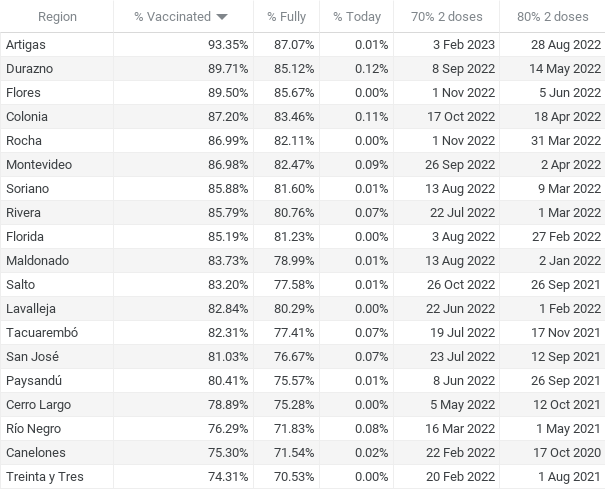 Region % Vaccinated % Fully % Today 70% 2 doses 80% 2 doses
Artigas 93.35% 87.07% 0.01% 3 Feb 2023 28 Aug 2022
Durazno 89.71% 85.12% 0.12% 8 Sep 2022 14 May 2022
Flores 89.50% 85.67% 0.00% 1 Nov 2022 5 Jun 2022
Colonia 87.20% 83.46% 0.11% 17 Oct 2022 18 Apr 2022
Rocha 86.99% 82.11% 0.00% 1 Nov 2022 31 Mar 2022
Montevideo 86.98% 82.47% 0.09% 26 Sep 2022 2 Apr 2022
Soriano 85.88% 81.60% 0.01% 13 Aug 2022 9 Mar 2022
Rivera 85.79% 80.76% 0.07% 22 Jul 2022 1 Mar 2022
Florida 85.19% 81.23% 0.00% 3 Aug 2022 27 Feb 2022
Maldonado 83.73% 78.99% 0.01% 13 Aug 2022 2 Jan 2022
Salto 83.20% 77.58% 0.01% 26 Oct 2022 26 Sep 2021
Lavalleja 82.84% 80.29% 0.00% 22 Jun 2022 1 Feb 2022
Tacuarembó 82.31% 77.41% 0.07% 19 Jul 2022 17 Nov 2021
San José 81.03% 76.67% 0.07% 23 Jul 2022 12 Sep 2021
Paysandú 80.41% 75.57% 0.01% 8 Jun 2022 26 Sep 2021
Cerro Largo 78.89% 75.28% 0.00% 5 May 2022 12 Oct 2021
Río Negro 76.29% 71.83% 0.08% 16 Mar 2022 1 May 2021
Canelones 75.30% 71.54% 0.02% 22 Feb 2022 17 Oct 2020
Treinta y Tres 74.31% 70.53% 0.00% 20 Feb 2022 1 Aug 2021